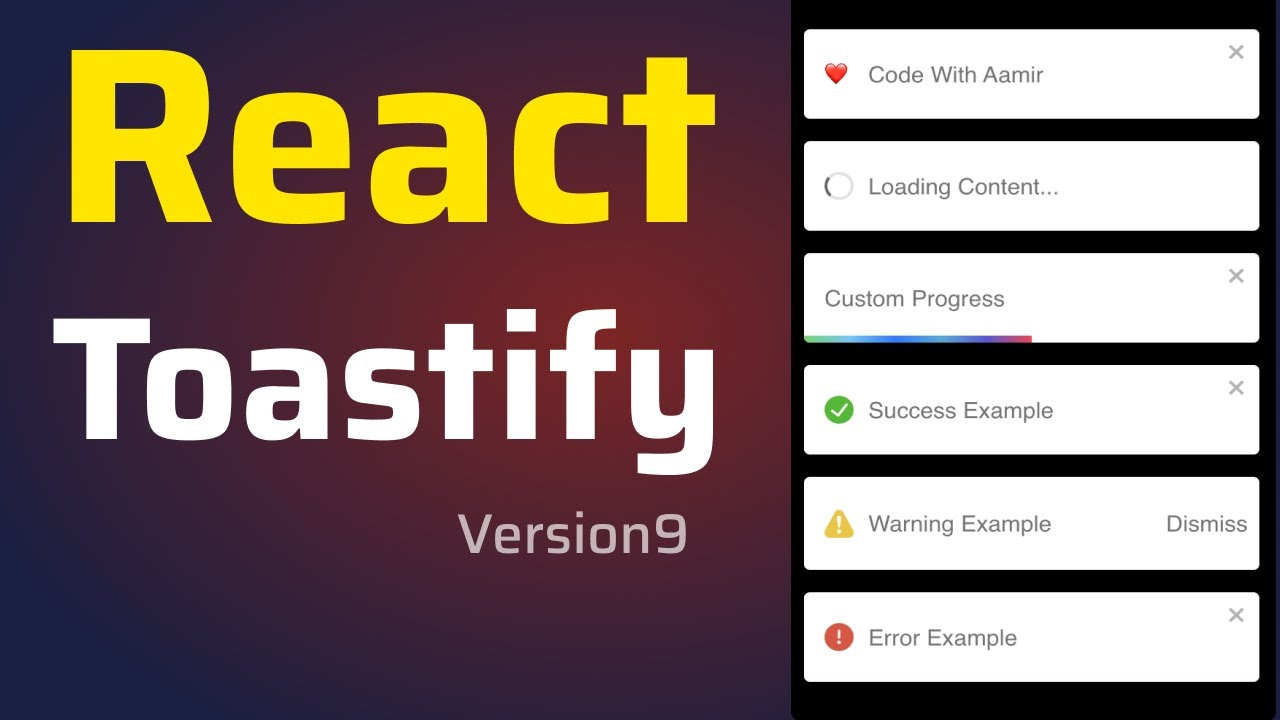 React
Toastify
Version9
Code With Aamir
Loading Content...
Custom Progress
Success Example
Warning Example Dismiss
Error Example